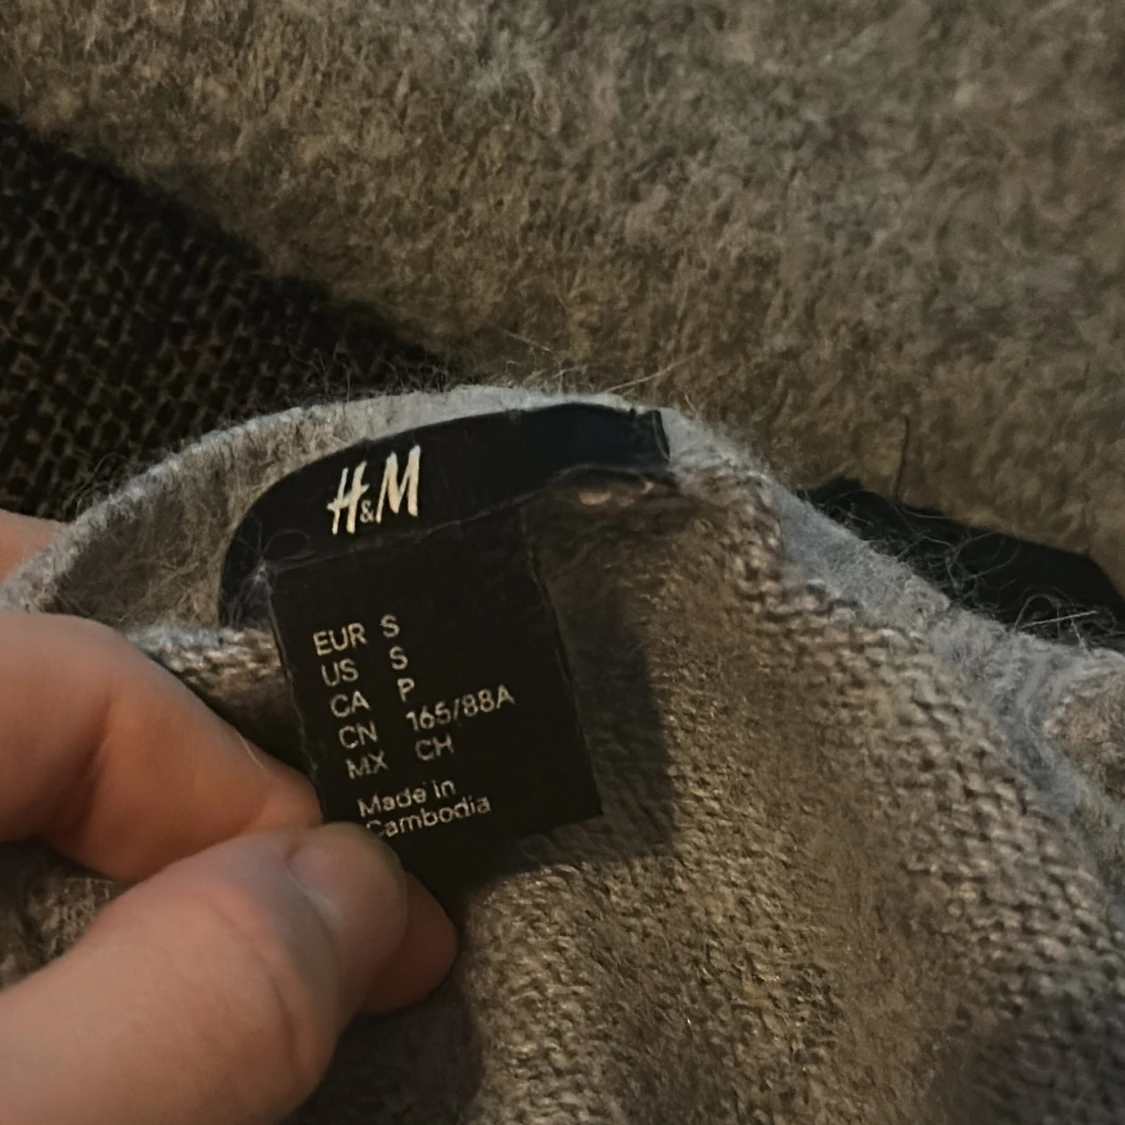 H&M
EUR S
US S
CA P
CN 165/88A
MX CH
Made in
Cambodia